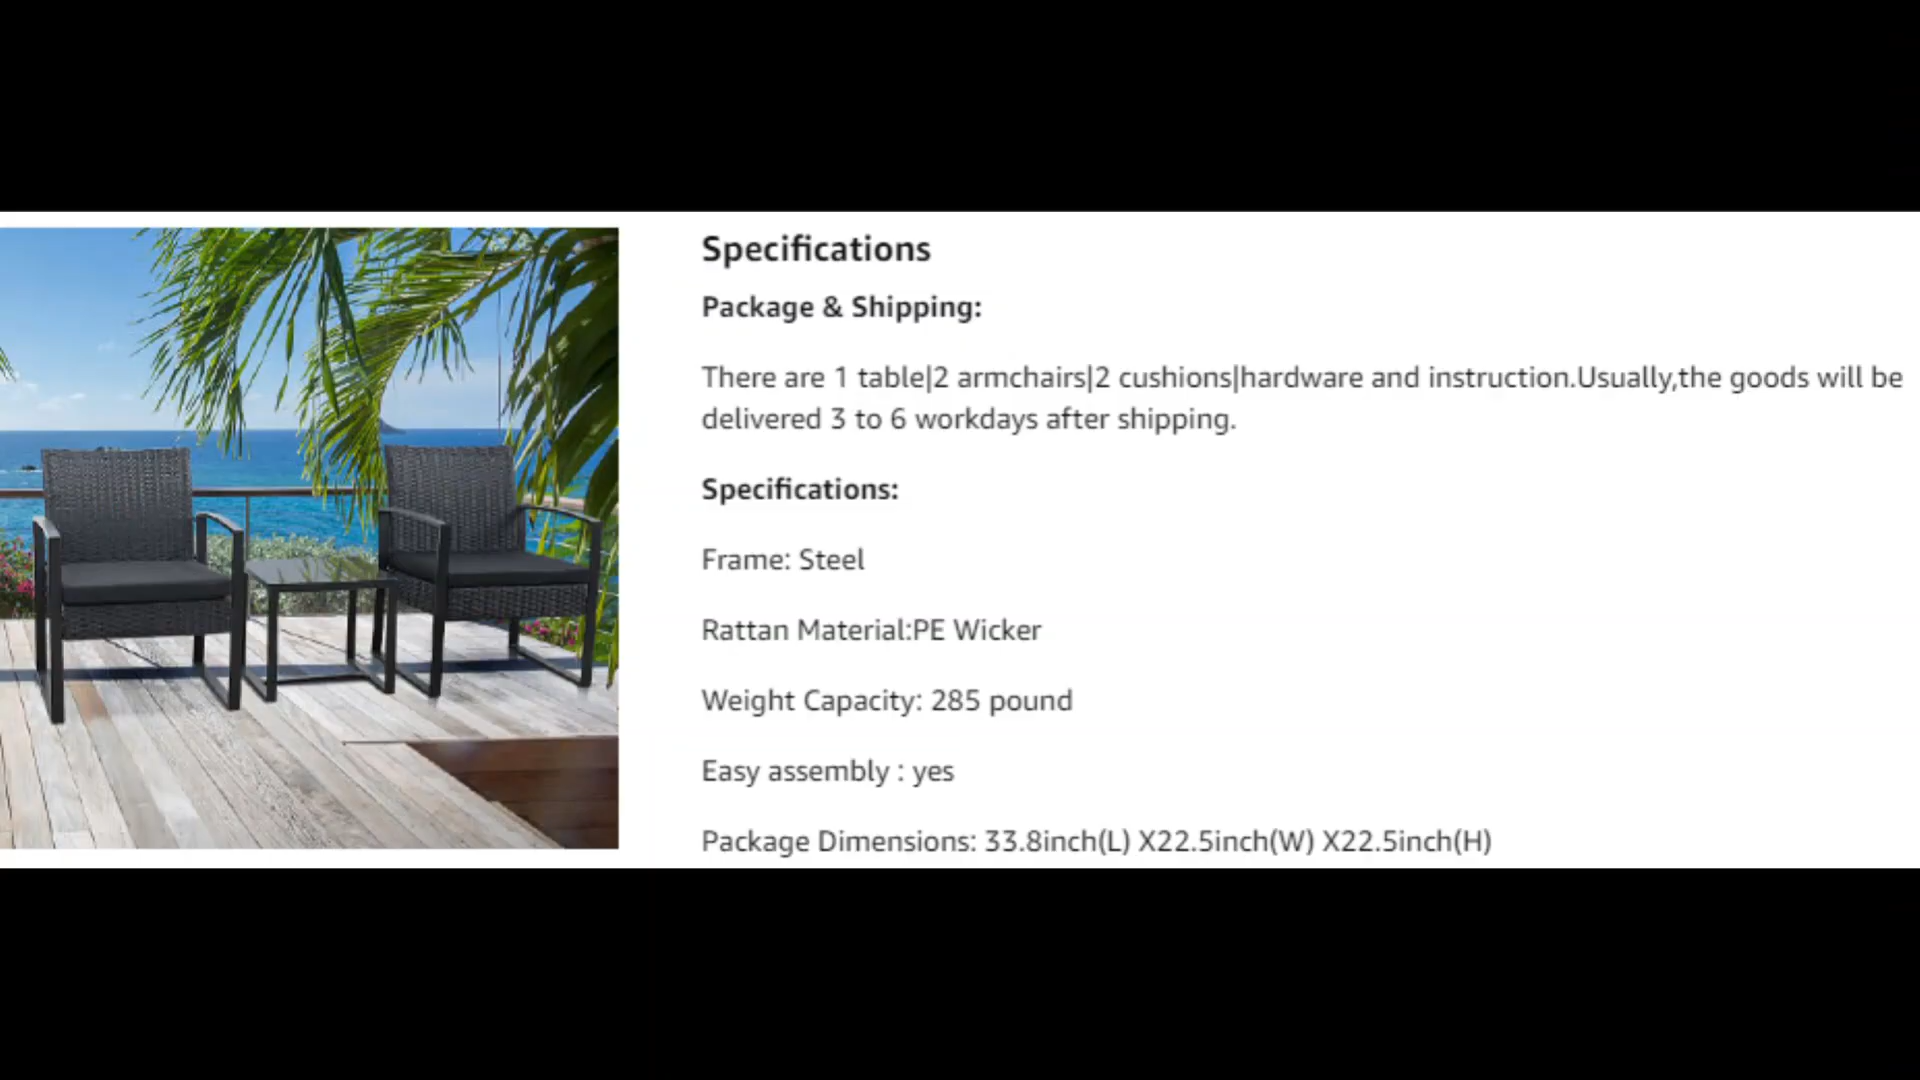 Specifications
Package & Shipping:
There are 1 table|2 armchairs|2 cushions|hardware and instruction.Usually,the goods will be
delivered 3 to 6 workdays after shipping.
Specifications:
Frame: Steel
Rattan Material:PE Wicker
Weight Capacity: 285 pound
Easy assembly : yes
Package Dimensions: 33.8inch(L) X22.5inch(W) X22.5inch(H)